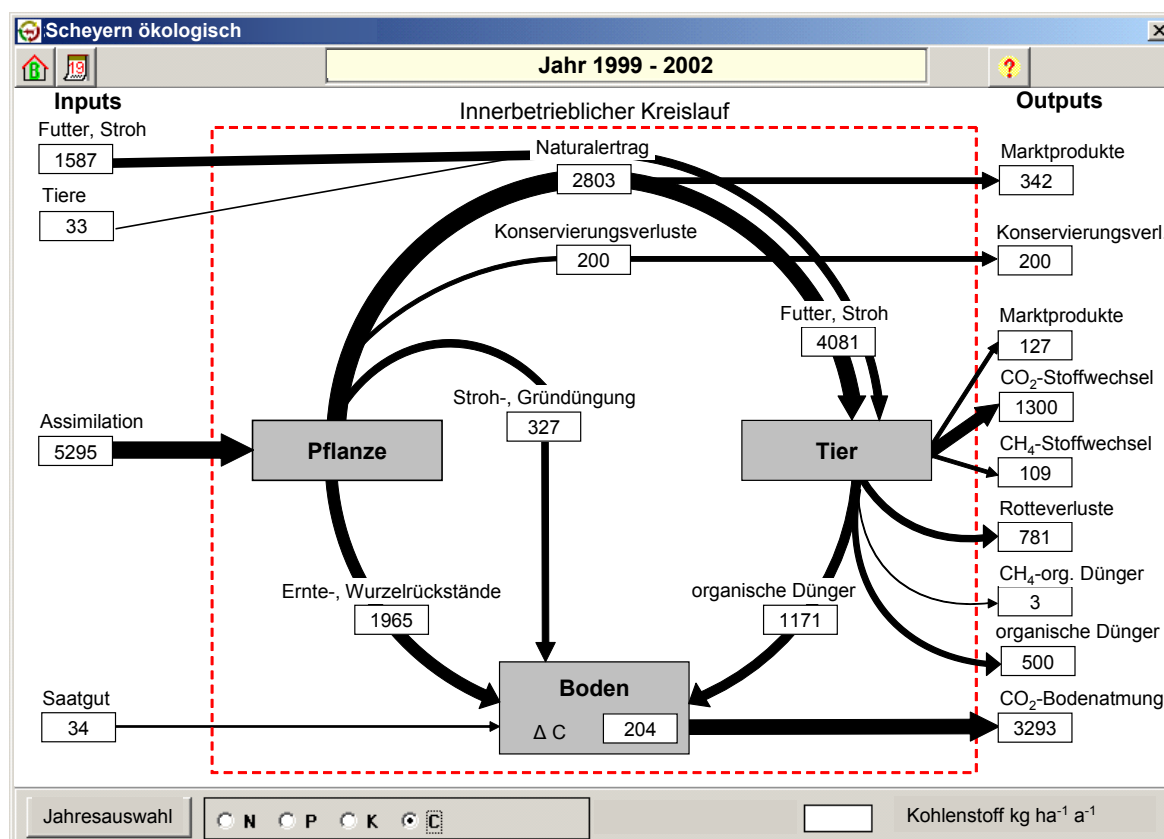 Scheyern ökologisch
B
19
Jahr 1999 - 2002
?
Inputs
Innerbetrieblicher Kreislauf
Outputs
Futter, Stroh
1587
Naturalertrag
2803
Marktprodukte
342
Tiere
33
Konservierungsverluste
200
Konservierungsverl
200
Futter, Stroh
4081
Marktprodukte
127
CO₂-Stoffwechsel
1300
Stroh-, Gründüngung
327
Assimilation
5295
Pflanze
Tier
CH₄-Stoffwechsel
109
Rotteverluste
781
Ernte-, Wurzelrückstände
1965
organische Dünger
1171
CH₄-org. Dünger
3
organische Dünger
500
Saatgut
34
Boden
Δ C
204
CO₂-Bodenatmung
3293
Jahresauswahl
N P K C
Kohlenstoff kg ha⁻¹ a⁻¹